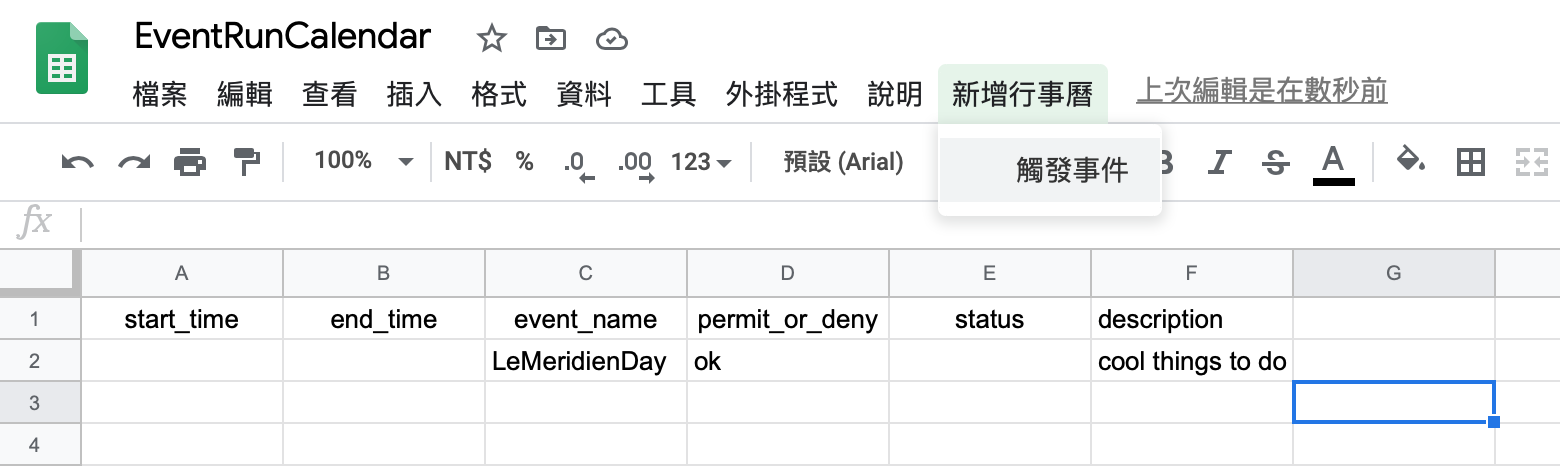 EventRunCalendar
檔案 編輯 查看 插入 格式 資料 工具 外掛程式 說明 新增行事曆 上次編輯是在數秒前
觸發事件
100% NT$ % .0 .00 123 預設 (Arial) B I S A
fx
A B C D E F G
1 start_time end_time event_name permit_or_deny status description
2 LeMeridienDay ok cool things to do
3
4